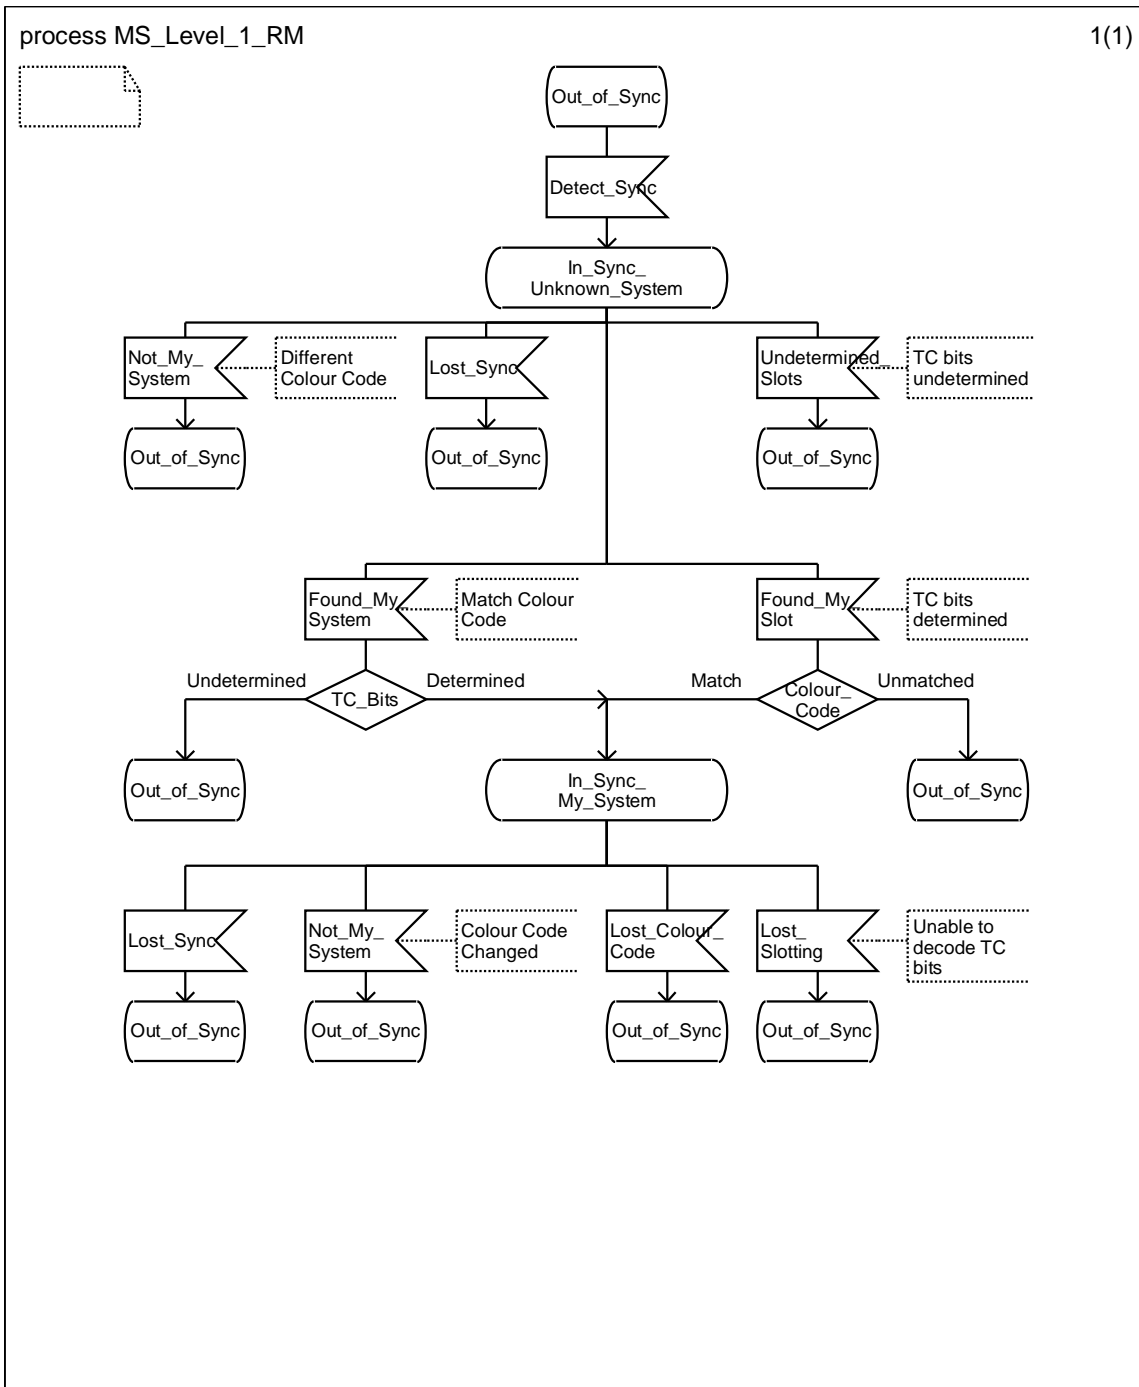 process MS_Level_1_RM
1(1)
Out_of_Sync
Detect_Sync
In_Sync_
Unknown_System
Not_My_
System
Different
Colour Code
Lost_Sync
Undetermined_
Slots
TC bits
undetermined
Out_of_Sync
Out_of_Sync
Out_of_Sync
Found_My_
System
Match Colour
Code
Found_My_
Slot
TC bits
determined
Undetermined
TC_Bits
Determined
Match
Colour_
Code
Unmatched
Out_of_Sync
In_Sync_
My_System
Out_of_Sync
Lost_Sync
Not_My_
System
Colour Code
Changed
Lost_Colour_
Code
Lost_
Slotting
Unable to
decode TC
bits
Out_of_Sync
Out_of_Sync
Out_of_Sync
Out_of_Sync